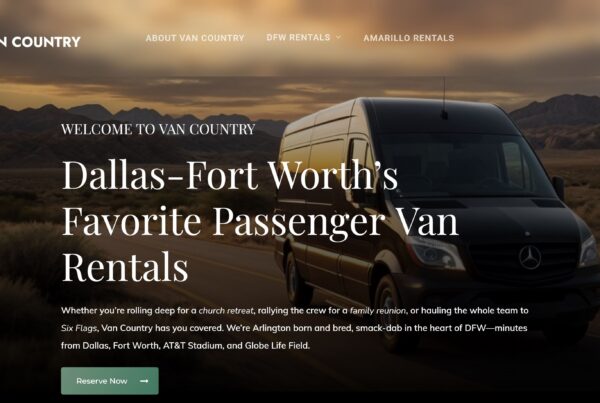 N COUNTRY
ABOUT VAN COUNTRY
DFW RENTALS
AMARILLO RENTALS
WELCOME TO VAN COUNTRY
Dallas-Fort Worth's
Favorite Passenger Van
Rentals
Whether you're rolling deep for a church retreat, rallying the crew for a family reunion, or hauling the whole team to
Six Flags, Van Country has you covered. We're Arlington born and bred, smack-dab in the heart of DFW—minutes
from Dallas, Fort Worth, AT&T Stadium, and Globe Life Field.
Reserve Now